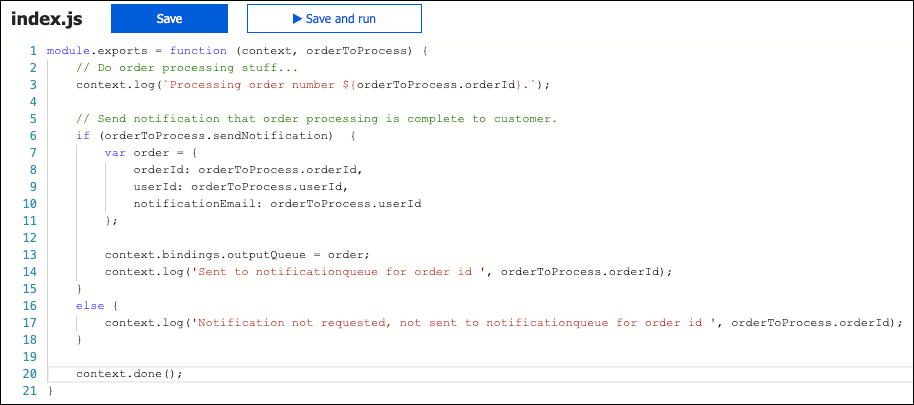 index.js Save ▶ Save and run
1 module.exports = function (context, orderToProcess) {
2     // Do order processing stuff...
3     context.log(`Processing order number ${orderToProcess.orderId}.`);
4
5     // Send notification that order processing is complete to customer.
6     if (orderToProcess.sendNotification)  {
7         var order = {
8             orderId: orderToProcess.orderId,
9             userId: orderToProcess.userId,
10             notificationEmail: orderToProcess.userId
11         };
12
13         context.bindings.outputQueue = order;
14         context.log('Sent to notificationqueue for order id ', orderToProcess.orderId);
15     }
16     else {
17         context.log('Notification not requested, not sent to notificationqueue for order id ', orderToProcess.orderId);
18     }
19
20     context.done();
21 }